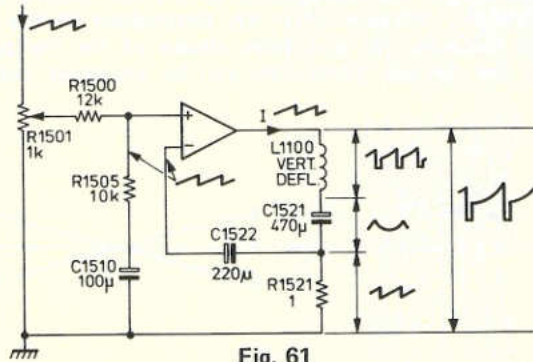 R1500
12k
R1501
1k
R1505
10k
C1510
100µ
+
−
I
L1100
VERT.
DEFL.
C1521
470µ
C1522
220µ
R1521
1
Fig. 61